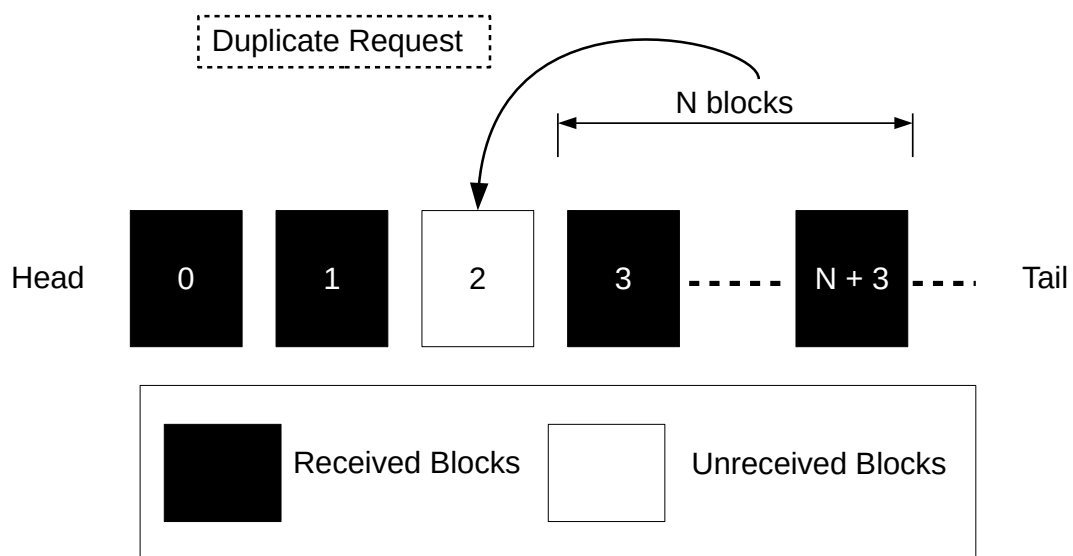 Duplicate Request
N blocks
Head 0 1 2 3 N + 3 Tail
Received Blocks Unreceived Blocks